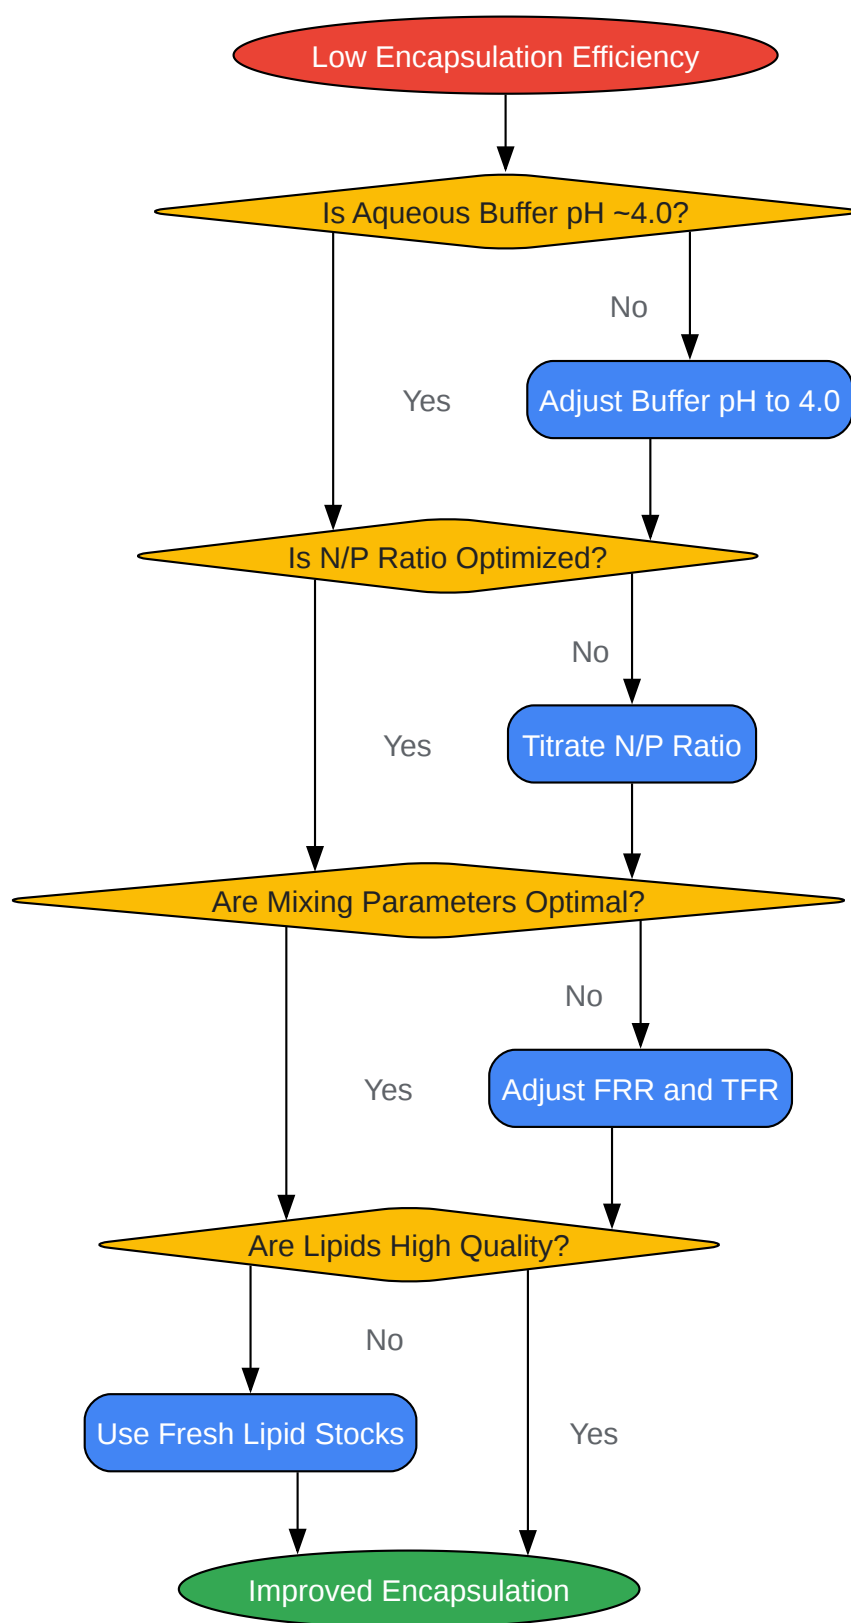 Low Encapsulation Efficiency
Is Aqueous Buffer pH ~4.0?
No
Yes
Adjust Buffer pH to 4.0
Is N/P Ratio Optimized?
No
Yes
Titrate N/P Ratio
Are Mixing Parameters Optimal?
No
Yes
Adjust FRR and TFR
Are Lipids High Quality?
No
Use Fresh Lipid Stocks
Yes
Improved Encapsulation